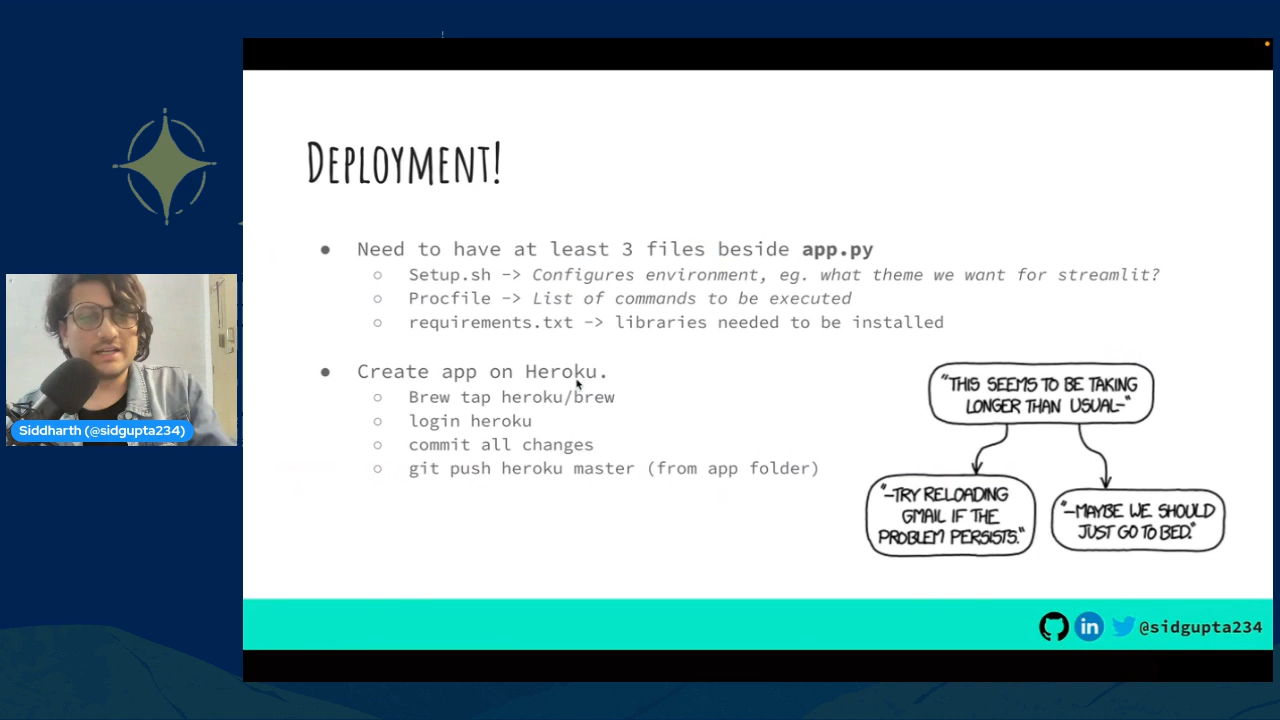 Deployment!
● Need to have at least 3 files beside app.py
○ Setup.sh -> Configures environment, eg. what theme we want for streamlit?
○ Procfile -> List of commands to be executed
○ requirements.txt -> libraries needed to be installed
● Create app on Heroku.
○ Brew tap heroku/brew
○ login heroku
○ commit all changes
○ git push heroku master (from app folder)
"THIS SEEMS TO BE TAKING
LONGER THAN USUAL-"
"-TRY RELOADING
GMAIL IF THE
PROBLEM PERSISTS."
"-MAYBE WE SHOULD
JUST GO TO BED."
Siddharth (@sidgupta234)
in @sidgupta234